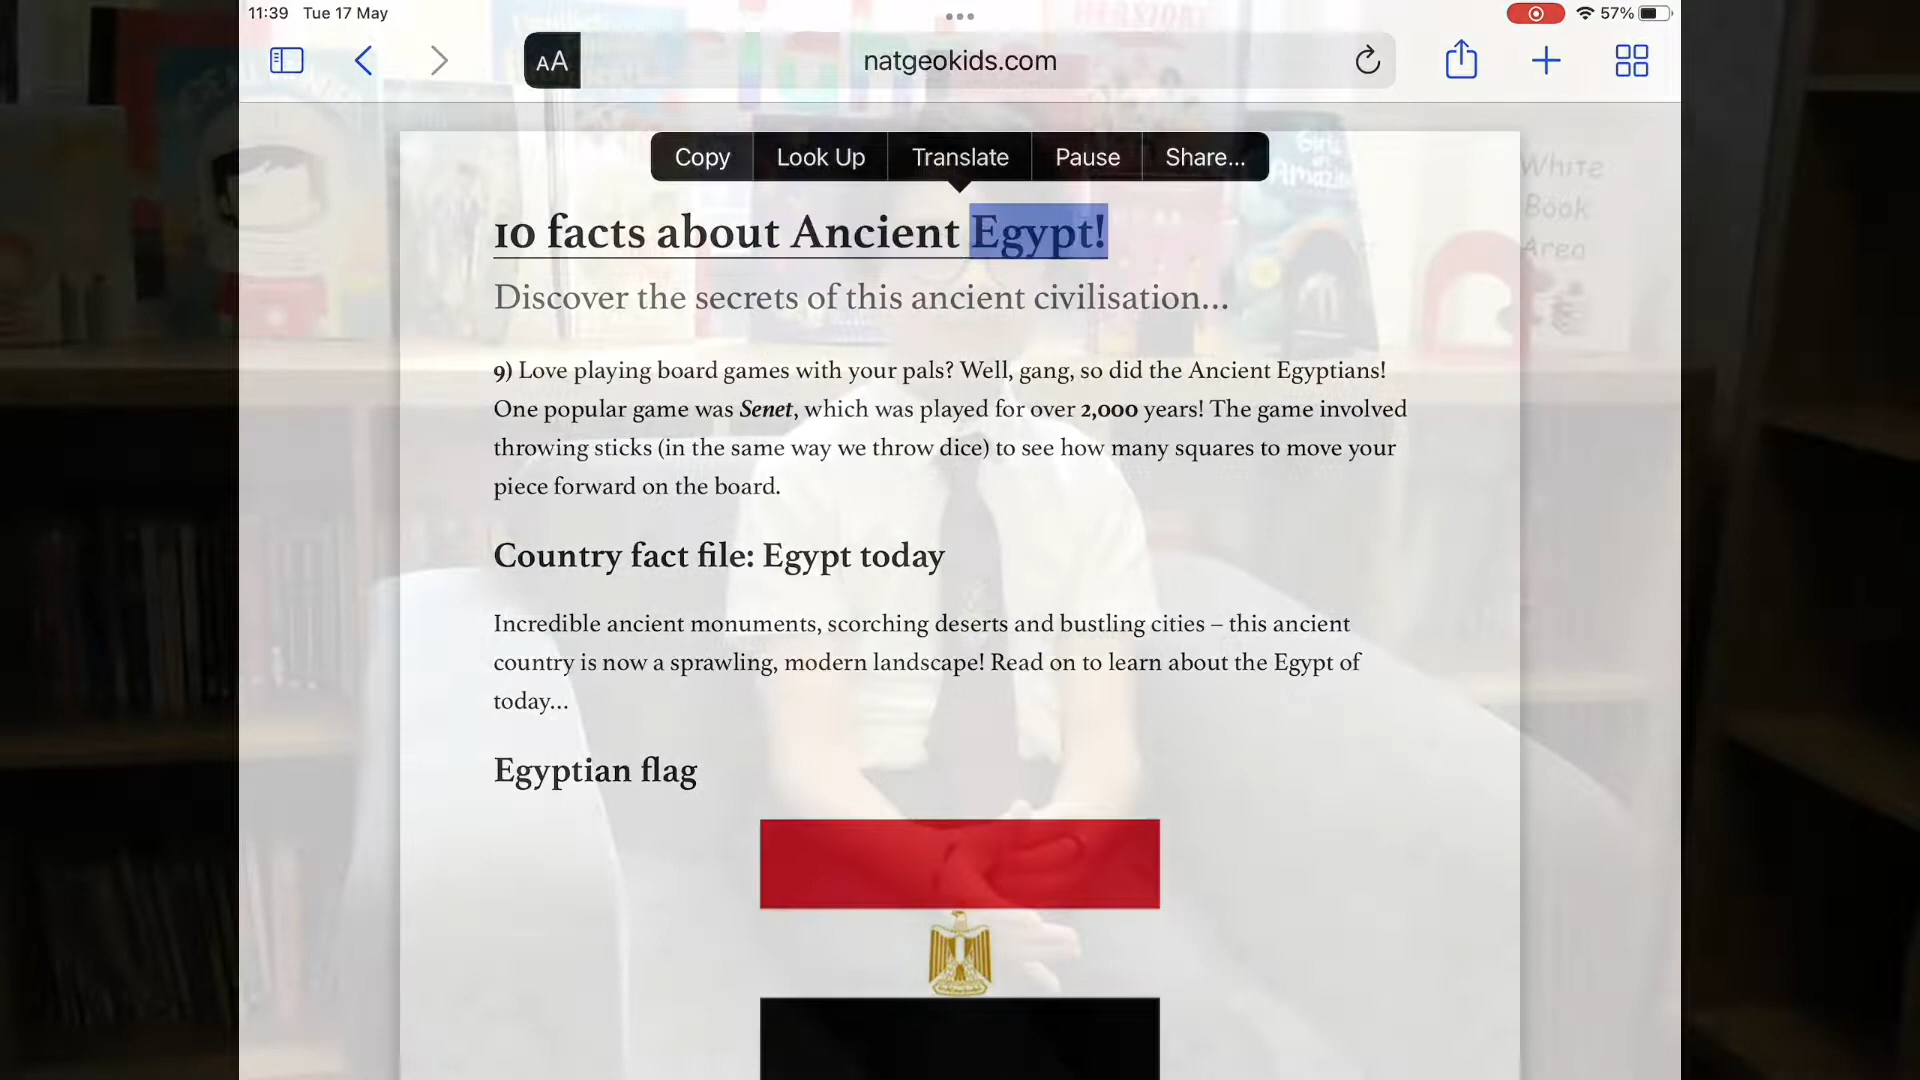 11:39 Tue 17 May
57%
AA
natgeokids.com
Copy Look Up Translate Pause Share...
10 facts about Ancient Egypt!
Discover the secrets of this ancient civilisation...
9) Love playing board games with your pals? Well, gang, so did the Ancient Egyptians!
One popular game was Senet, which was played for over 2,000 years! The game involved
throwing sticks (in the same way we throw dice) to see how many squares to move your
piece forward on the board.
Country fact file: Egypt today
Incredible ancient monuments, scorching deserts and bustling cities – this ancient
country is now a sprawling, modern landscape! Read on to learn about the Egypt of
today...
Egyptian flag
White
Book
Area